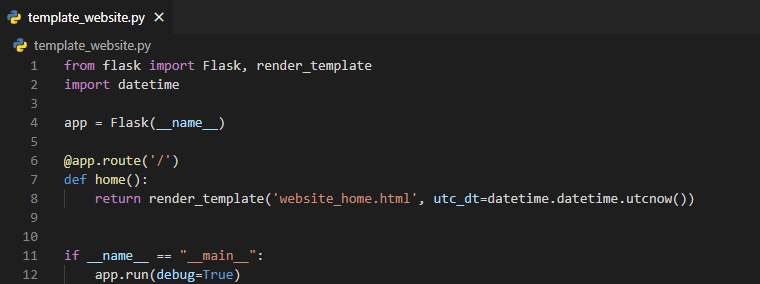 template_website.py ×
template_website.py
1 from flask import Flask, render_template
2 import datetime
3
4 app = Flask(__name__)
5
6 @app.route('/')
7 def home():
8     return render_template('website_home.html', utc_dt=datetime.datetime.utcnow())
9
10
11 if __name__ == "__main__":
12     app.run(debug=True)